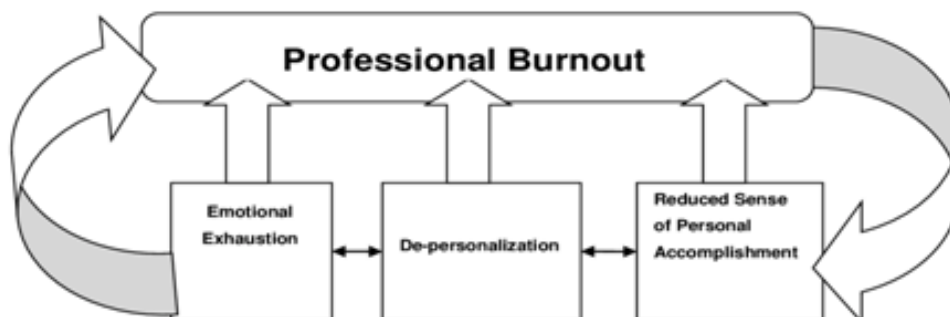 Professional Burnout
Emotional
Exhaustion
De-personalization
Reduced Sense
of Personal
Accomplishment